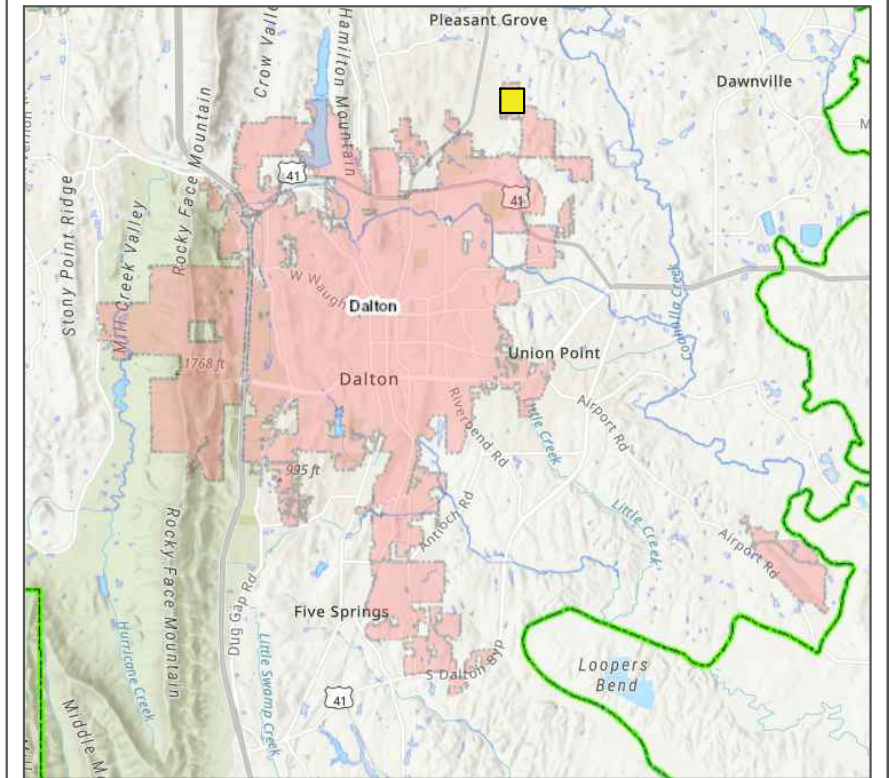 Pleasant Grove
Crow Valle
Hamilton Mountain
Dawnville
Rocky Face Mountain
41
41
Stony Point Ridge
Mill Creek Valley
W Waugh
Dalton
Coahulla Creek
Union Point
1768 ft
Dalton
Riverbend Rd
Little Creek
Airport Rd
995 ft
Antioch Rd
Little Creek
Airport Rd
Rocky Face Mountain
Dug Gap Rd
Five Springs
Hurricane Creek
Little Swamp Creek
S Dalton Byp
Loopers
Bend
41
Middle Mo